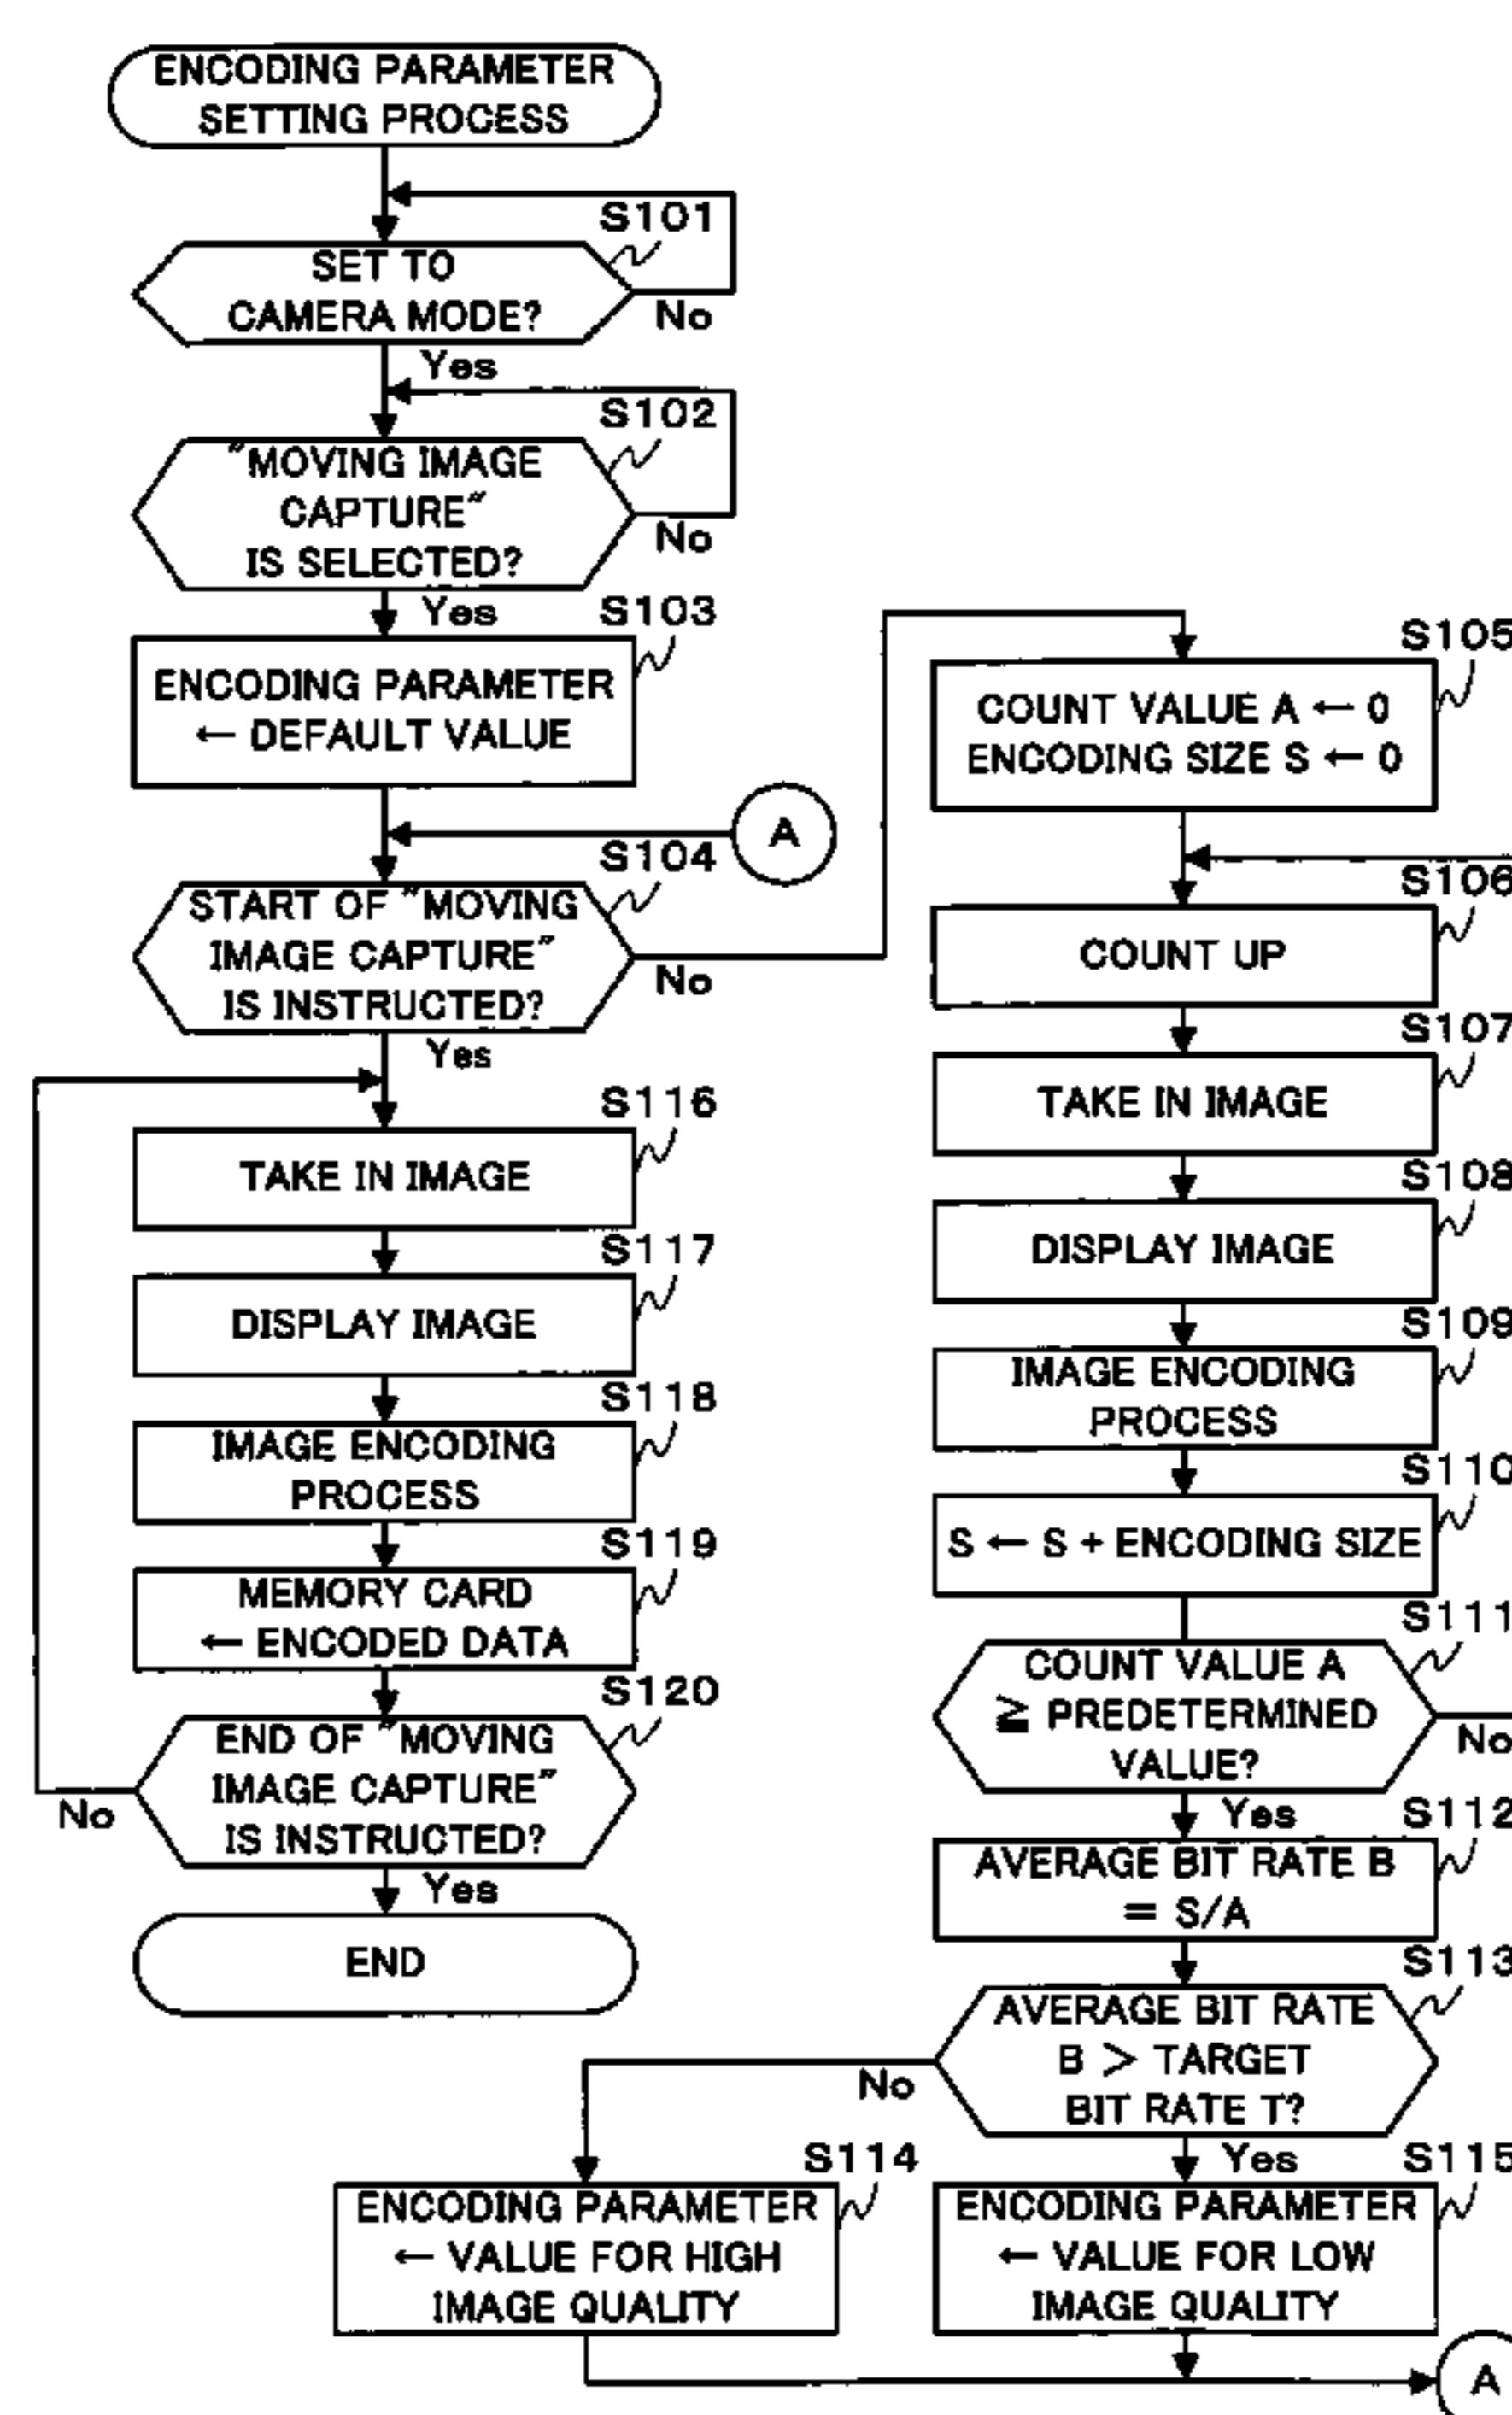 ENCODING PARAMETER
SETTING PROCESS
S101
SET TO
CAMERA MODE?
No
Yes
S102
"MOVING IMAGE
CAPTURE"
IS SELECTED?
No
Yes
S103
ENCODING PARAMETER
← DEFAULT VALUE
A
S104
START OF "MOVING
IMAGE CAPTURE"
IS INSTRUCTED?
No
Yes
S116
TAKE IN IMAGE
S117
DISPLAY IMAGE
S118
IMAGE ENCODING
PROCESS
S119
MEMORY CARD
← ENCODED DATA
S120
END OF "MOVING
IMAGE CAPTURE"
IS INSTRUCTED?
No
Yes
END
S105
COUNT VALUE A ← 0
ENCODING SIZE S ← 0
S106
COUNT UP
S107
TAKE IN IMAGE
S108
DISPLAY IMAGE
S109
IMAGE ENCODING
PROCESS
S110
S ← S + ENCODING SIZE
S111
COUNT VALUE A
≧ PREDETERMINED
VALUE?
No
Yes
S112
AVERAGE BIT RATE B
= S/A
S113
AVERAGE BIT RATE
B > TARGET
BIT RATE T?
No
Yes
S114
ENCODING PARAMETER
← VALUE FOR HIGH
IMAGE QUALITY
S115
ENCODING PARAMETER
← VALUE FOR LOW
IMAGE QUALITY
A